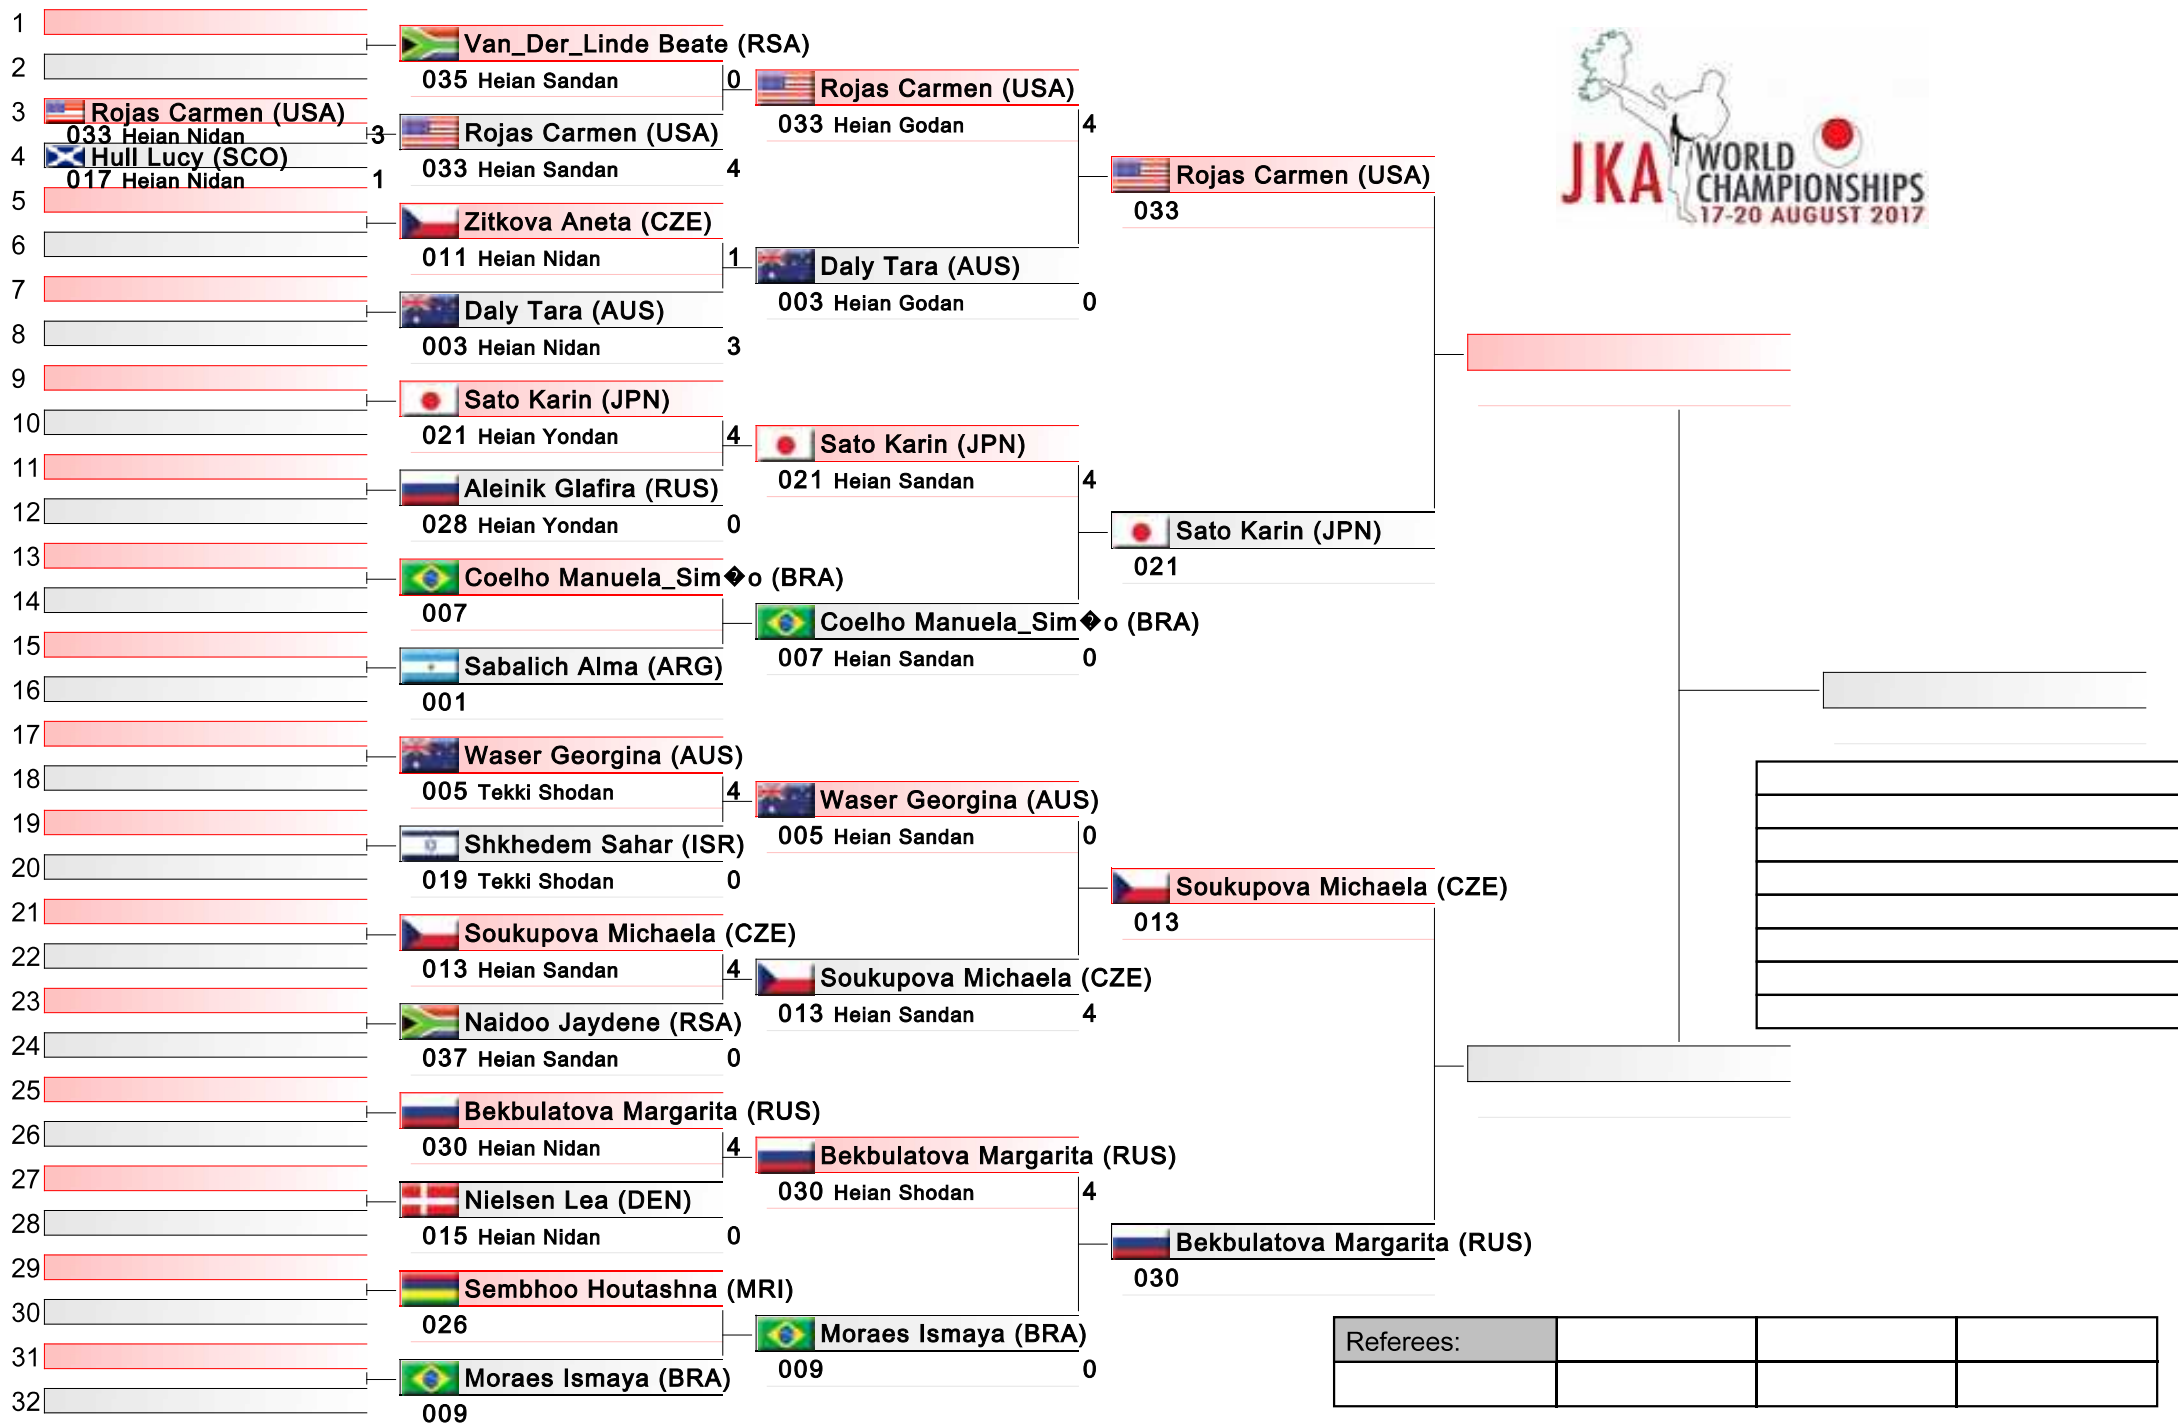 1
2
3
4
5
6
7
8
9
10
11
12
13
14
15
16
17
18
19
20
21
22
23
24
25
26
27
28
29
30
31
32
Rojas Carmen (USA)
033 Heian Nidan 3
Hull Lucy (SCO)
017 Heian Nidan 1
Van_Der_Linde Beate (RSA)
035 Heian Sandan 0
Rojas Carmen (USA)
033 Heian Sandan 4
Zitkova Aneta (CZE)
011 Heian Nidan 1
Daly Tara (AUS)
003 Heian Nidan 3
Sato Karin (JPN)
021 Heian Yondan 4
Aleinik Glafira (RUS)
028 Heian Yondan 0
Coelho Manuela_Sim�o (BRA)
007
Sabalich Alma (ARG)
001
Waser Georgina (AUS)
005 Tekki Shodan 4
Shkhedem Sahar (ISR)
019 Tekki Shodan 0
Soukupova Michaela (CZE)
013 Heian Sandan 4
Naidoo Jaydene (RSA)
037 Heian Sandan 0
Bekbulatova Margarita (RUS)
030 Heian Nidan 4
Nielsen Lea (DEN)
015 Heian Nidan 0
Sembhoo Houtashna (MRI)
026
Moraes Ismaya (BRA)
009
Rojas Carmen (USA)
033 Heian Godan 4
Daly Tara (AUS)
003 Heian Godan 0
Sato Karin (JPN)
021 Heian Sandan 4
Coelho Manuela_Sim�o (BRA)
007 Heian Sandan 0
Waser Georgina (AUS)
005 Heian Sandan 0
Soukupova Michaela (CZE)
013 Heian Sandan 4
Bekbulatova Margarita (RUS)
030 Heian Shodan 4
Moraes Ismaya (BRA)
009 0
Rojas Carmen (USA)
033
Sato Karin (JPN)
021
Soukupova Michaela (CZE)
013
Bekbulatova Margarita (RUS)
030
JKA WORLD
CHAMPIONSHIPS
17-20 AUGUST 2017
Referees: